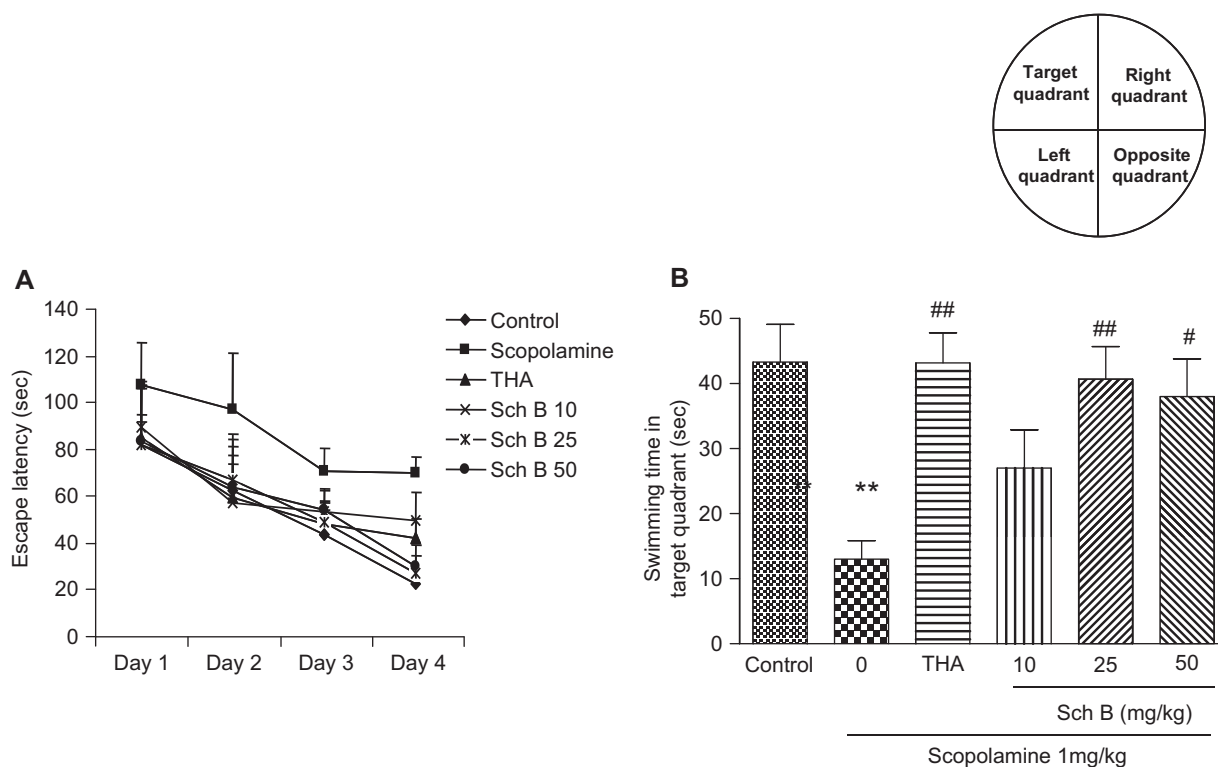 Target
quadrant
Right
quadrant
Left
quadrant
Opposite
quadrant
A
140
120
100
80
60
40
20
0
Escape latency (sec)
Day 1
Day 2
Day 3
Day 4
Control
Scopolamine
THA
Sch B 10
Sch B 25
Sch B 50
B
50
40
30
20
10
0
Swimming time in
target quadrant (sec)
**
**
##
##
#
Control
0
THA
10
25
50
Sch B (mg/kg)
Scopolamine 1mg/kg